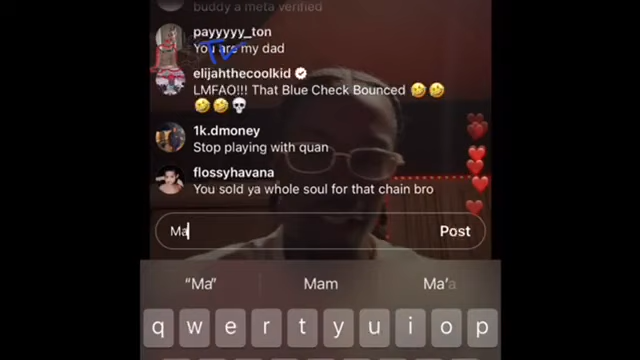 buddy a meta verified
payyyyy_ton
You are my dad
TV
elijahthecoolkid
LMFAO!!! That Blue Check Bounced 🤣🤣
🤣🤣💀
1k.dmoney
Stop playing with quan
flossyhavana
You sold ya whole soul for that chain bro
Ma
Post
“Ma”
Mam
Ma’a
q w e r t y u i o p